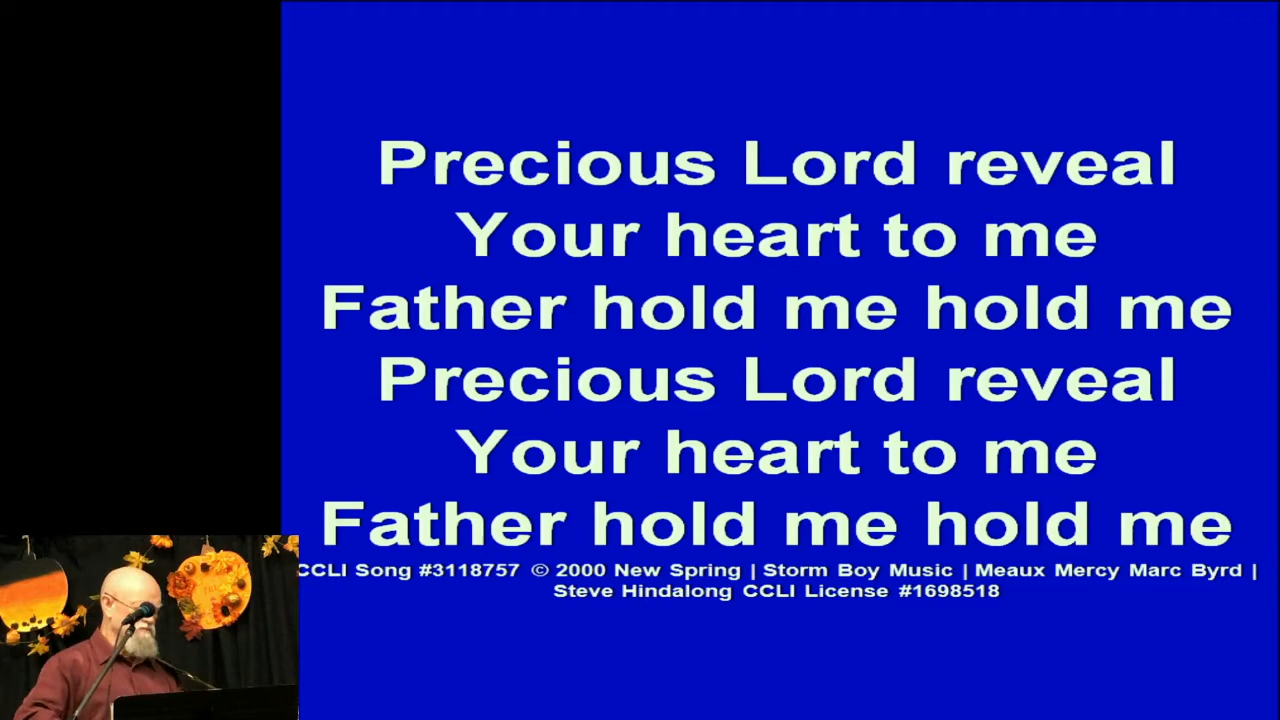 Precious Lord reveal
Your heart to me
Father hold me hold me
Precious Lord reveal
Your heart to me
Father hold me hold me
CCLI Song #3118757 © 2000 New Spring | Storm Boy Music | Meaux Mercy Marc Byrd |
Steve Hindalong CCLI License #1698518